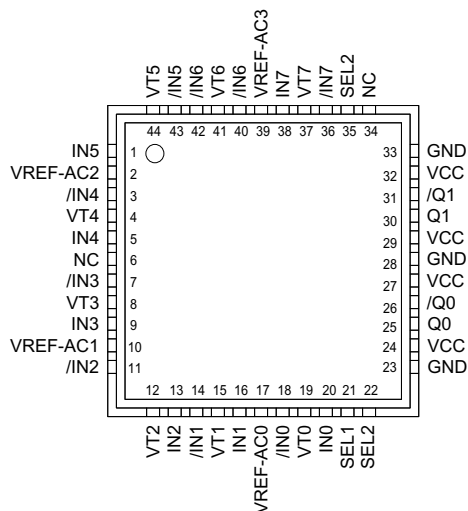 VT5
/IN5
/IN6
VT6
/IN6
VREF-AC3
IN7
VT7
/IN7
SEL2
NC
44 43 42 41 40 39 38 37 36 35 34
IN5 1 33 GND
VREF-AC2 2 32 VCC
/IN4 3 31 /Q1
VT4 4 30 Q1
IN4 5 29 VCC
NC 6 28 GND
/IN3 7 27 VCC
VT3 8 26 /Q0
IN3 9 25 Q0
VREF-AC1 10 24 VCC
/IN2 11 23 GND
12 13 14 15 16 17 18 19 20 21 22
VT2
IN2
/IN1
VT1
IN1
VREF-AC0
/IN0
VT0
IN0
SEL1
SEL2